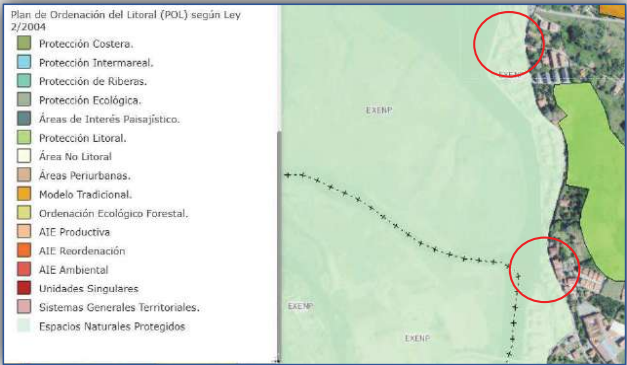 Plan de Ordenación del Litoral (POL) según Ley
2/2004
Protección Costera.
Protección Intermareal.
Protección de Riberas.
Protección Ecológica.
Áreas de Interés Paisajístico.
Protección Litoral.
Área No Litoral
Áreas Periurbanas.
Modelo Tradicional.
Ordenación Ecológico Forestal.
AIE Productiva
AIE Reordenación
AIE Ambiental
Unidades Singulares
Sistemas Generales Territoriales.
Espacios Naturales Protegidos
EXENP
EXENP
EXENP
EXENP